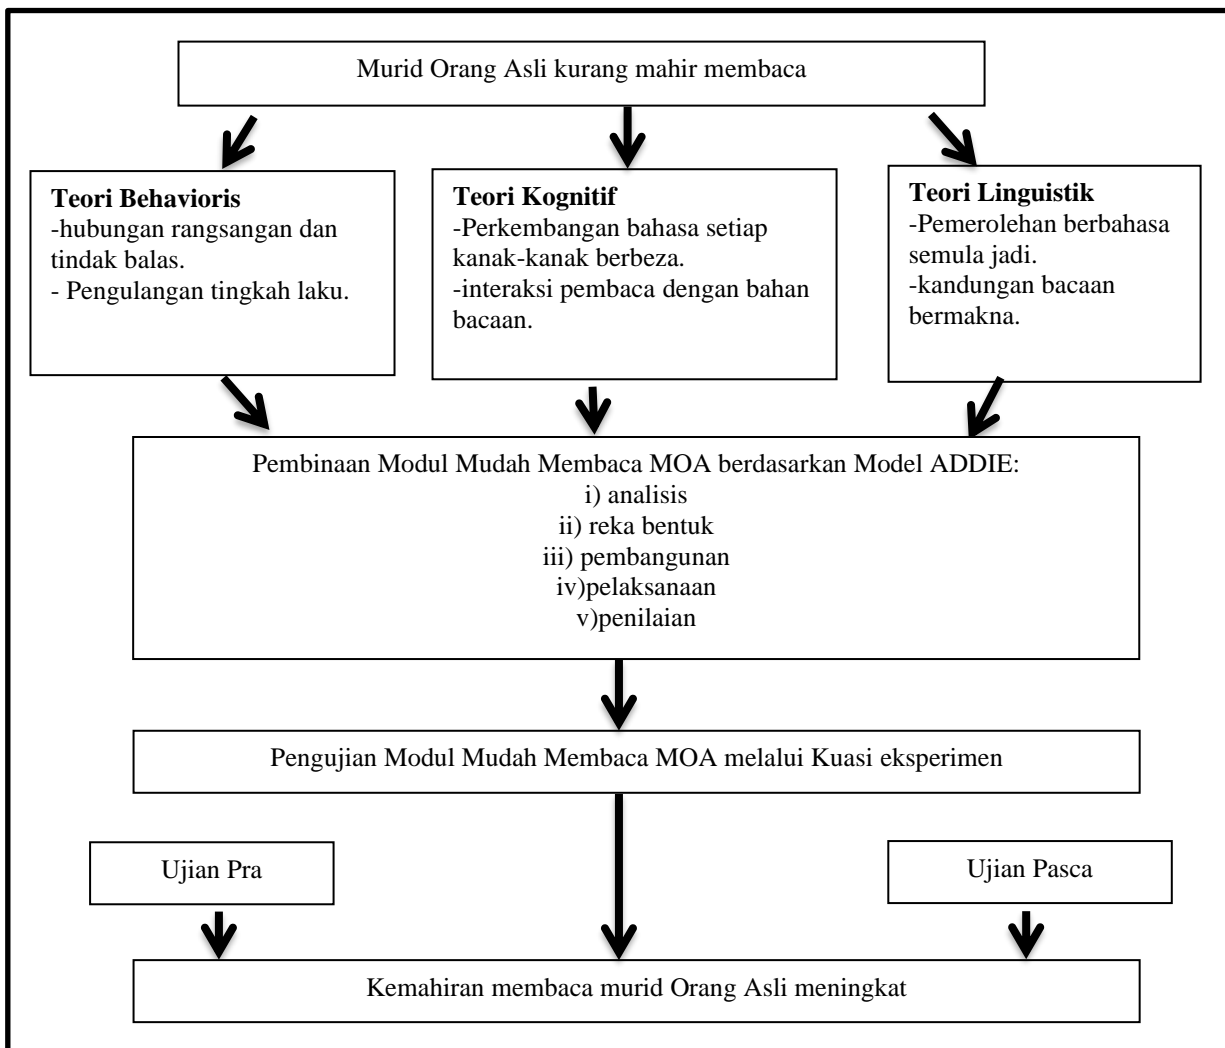 Murid Orang Asli kurang mahir membaca
Teori Behavioris
-hubungan rangsangan dan
tindak balas.
- Pengulangan tingkah laku.
Teori Kognitif
-Perkembangan bahasa setiap
kanak-kanak berbeza.
-interaksi pembaca dengan bahan
bacaan.
Teori Linguistik
-Pemerolehan berbahasa
semula jadi.
-kandungan bacaan
bermakna.
Pembinaan Modul Mudah Membaca MOA berdasarkan Model ADDIE:
i) analisis
ii) reka bentuk
iii) pembangunan
iv)pelaksanaan
v)penilaian
Pengujian Modul Mudah Membaca MOA melalui Kuasi eksperimen
Ujian Pra
Ujian Pasca
Kemahiran membaca murid Orang Asli meningkat